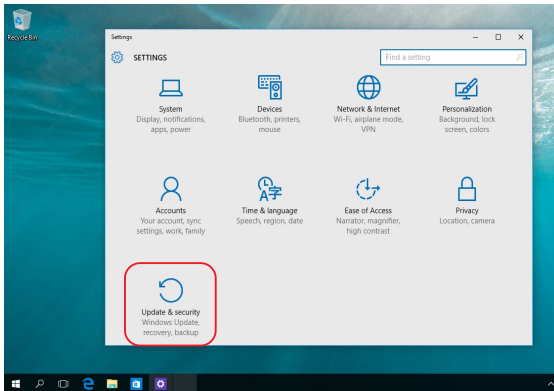 Recycle Bin
Settings
SETTINGS
Find a setting
System
Display, notifications,
apps, power
Devices
Bluetooth, printers,
mouse
Network & Internet
Wi-Fi, airplane mode,
VPN
Personalization
Background, lock
screen, colors
Accounts
Your account, sync
settings, work, family
Time & language
Speech, region, date
Ease of Access
Narrator, magnifier,
high contrast
Privacy
Location, camera
Update & security
Windows Update,
recovery, backup